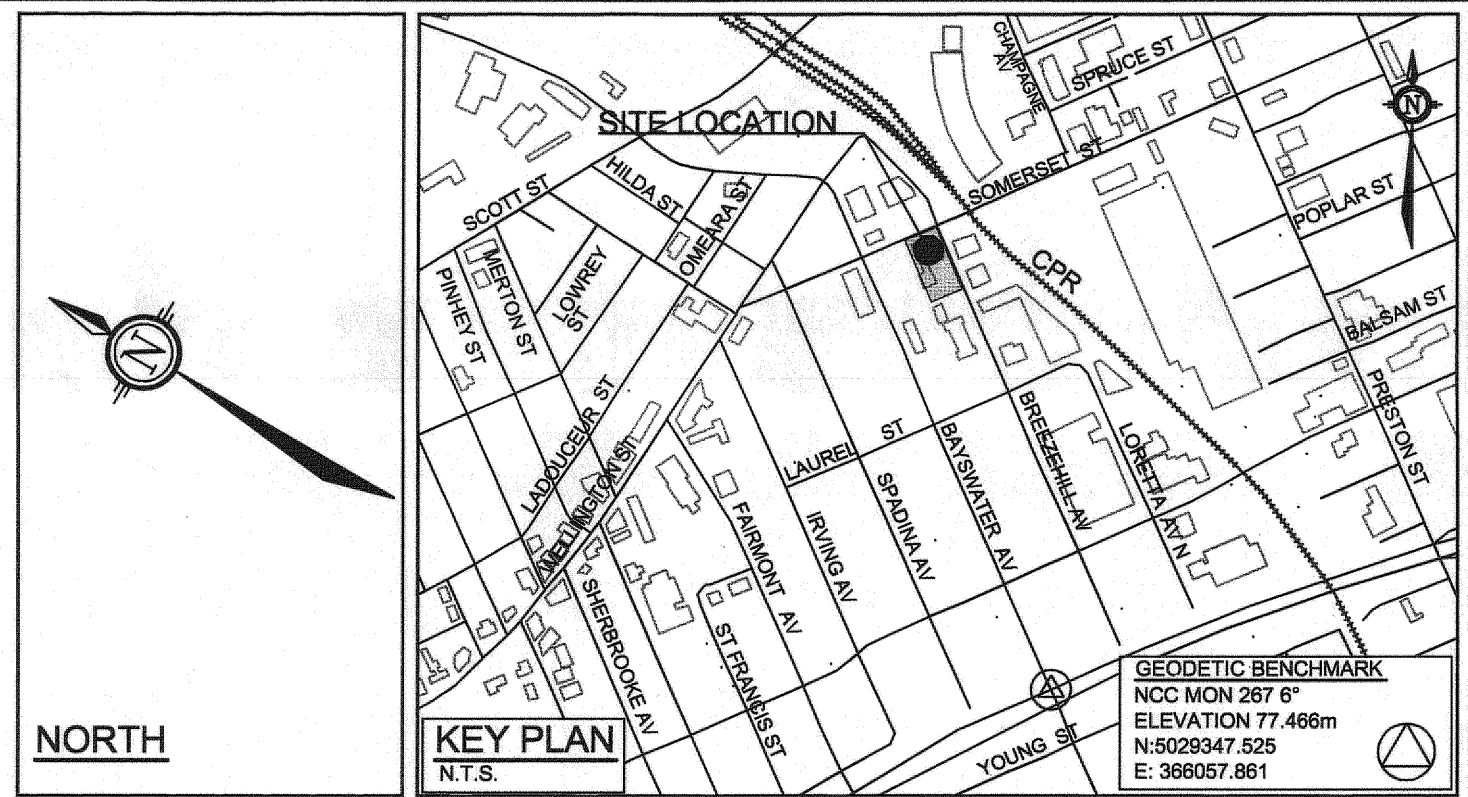 N
NORTH
SITE LOCATION
CHAMPAGNE
AV
SPRUCE ST
N
SOMERSET ST
SCOTT ST
HILDA ST
OMEARA ST
POPLAR ST
PINHEY ST
MERTON ST
LOWREY
ST
CPR
BALSAM ST
PRESTON ST
LADOUCEUR ST
WELLINGTON ST
LAUREL ST
BREEZEHILL AV
BAYSWATER AV
LORETTA AV N
SPADINA AV
IRVING AV
FAIRMONT AV
SHERBROOKE AV
ST FRANCIS ST
YOUNG ST
KEY PLAN
N.T.S.
GEODETIC BENCHMARK
NCC MON 267 6°
ELEVATION 77.466m
N:5029347.525
E: 366057.861